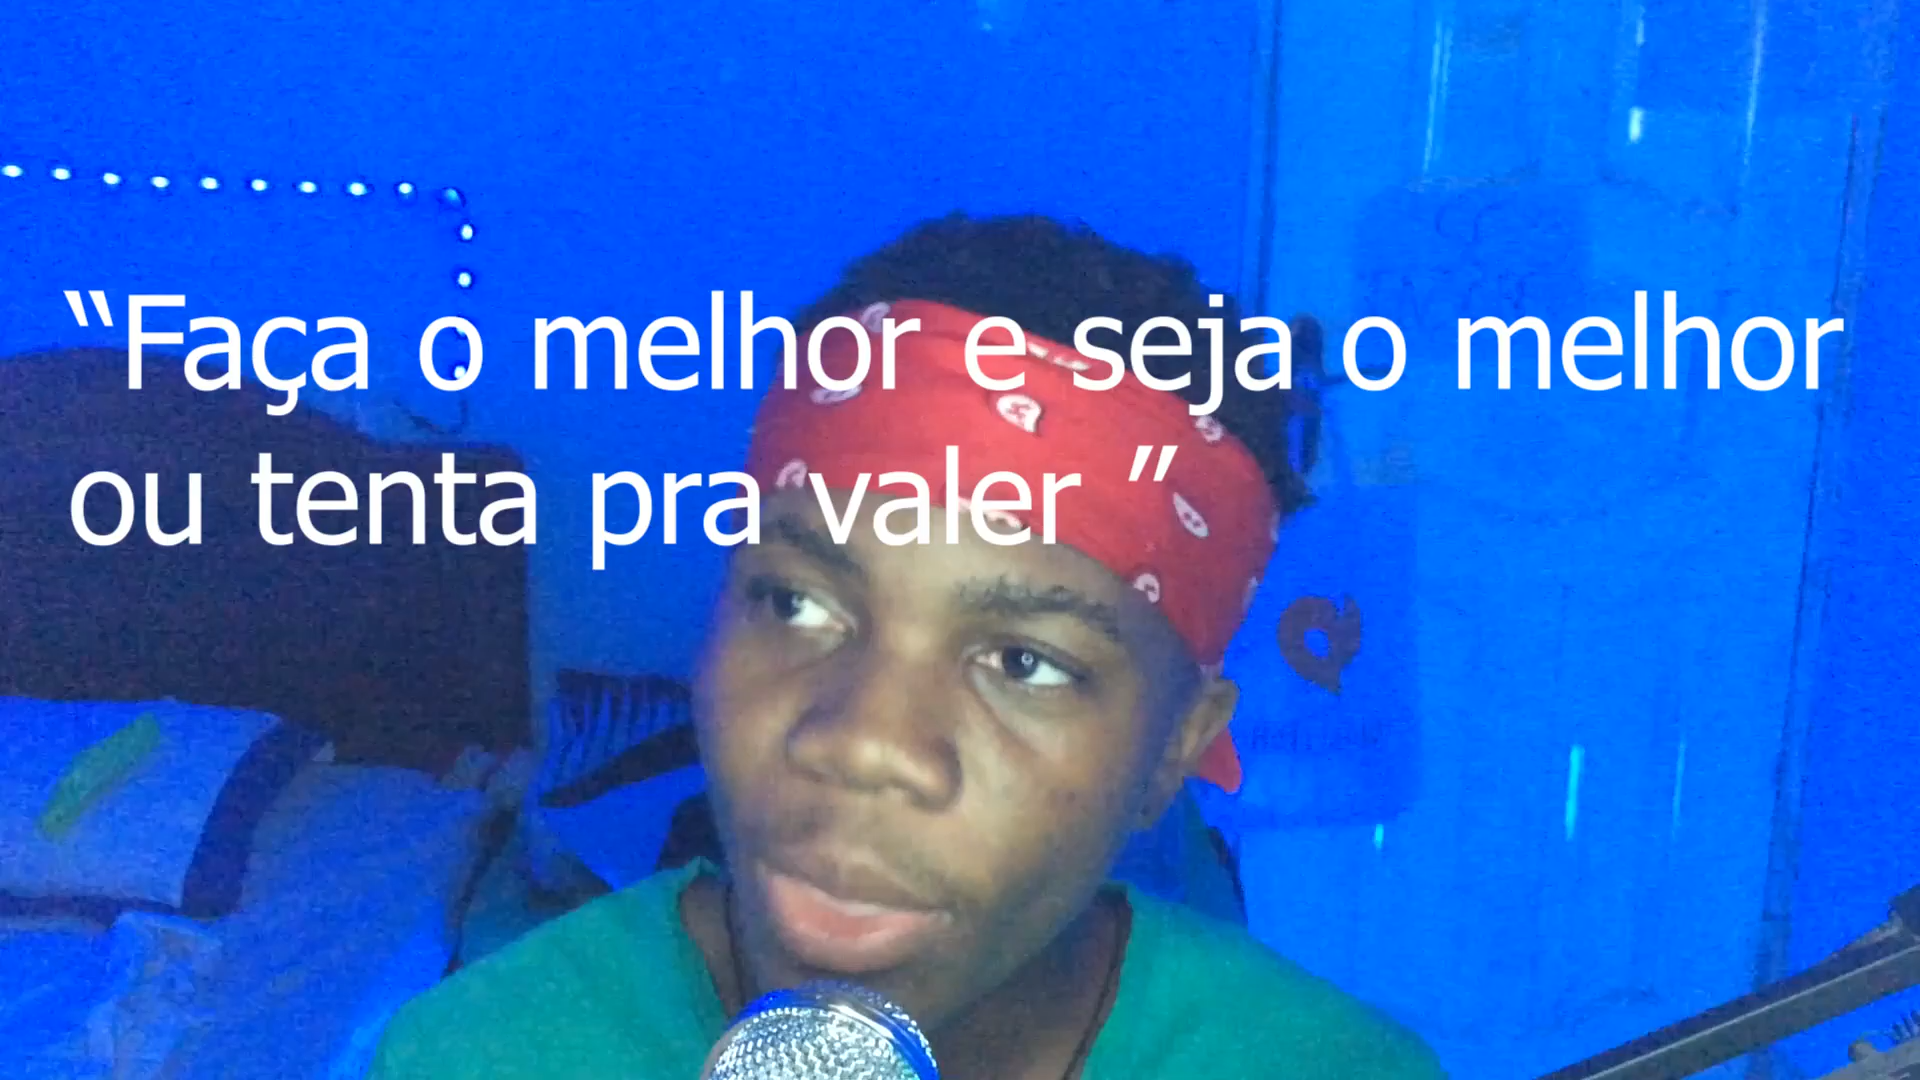 “Faça o melhor e seja o melhor
ou tenta pra valer ”